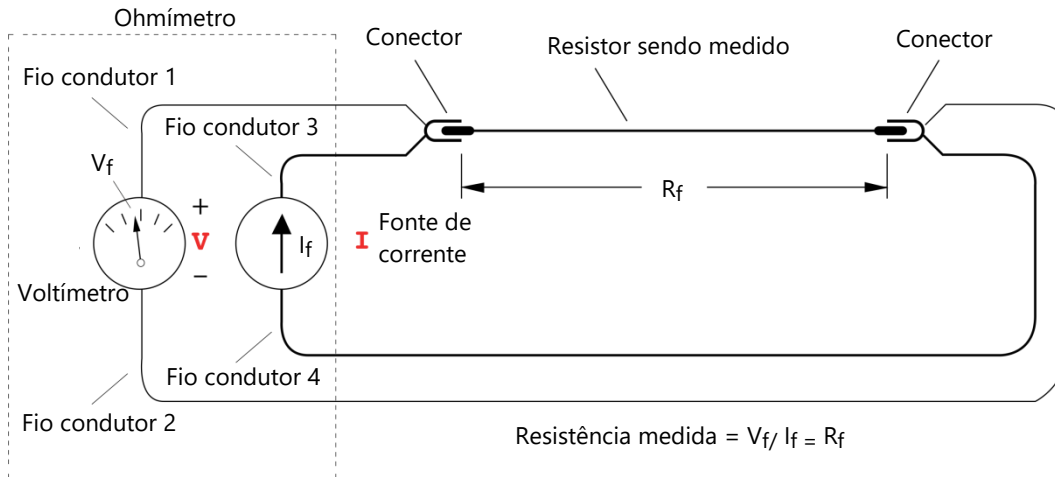 Ohmímetro
Conector
Resistor sendo medido
Conector
Fio condutor 1
Fio condutor 3
Vf
Rf
+
V
If
I
Fonte de
corrente
−
Voltímetro
Fio condutor 4
Fio condutor 2
Resistência medida = Vf/ If = Rf